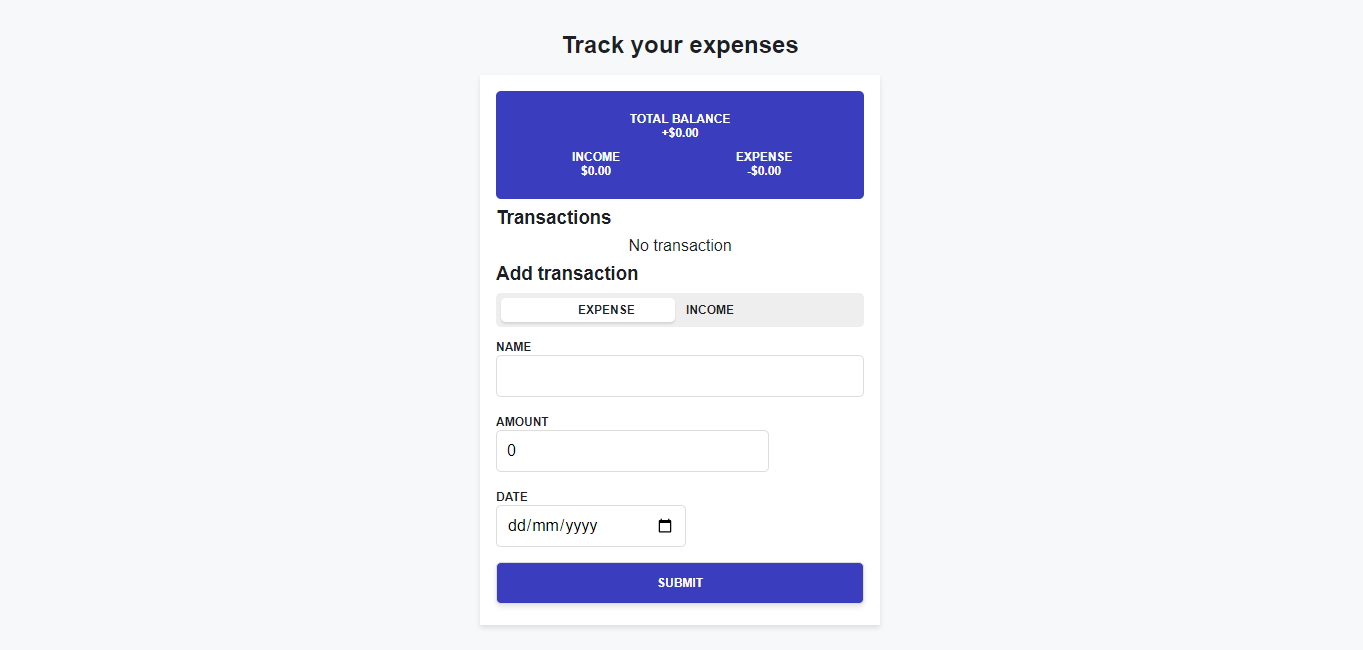 Track your expenses
TOTAL BALANCE
+$0.00
INCOME EXPENSE
$0.00 -$0.00
Transactions
No transaction
Add transaction
EXPENSE INCOME
NAME
AMOUNT
0
DATE
dd/mm/yyyy
SUBMIT